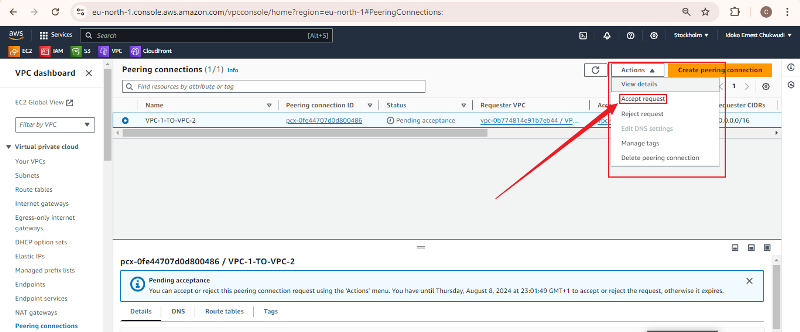 eu-north-1.console.aws.amazon.com/vpcconsole/home?region=eu-north-1#PeeringConnections:
C
aws
Services
Search
[Alt+S]
Stockholm
Idoko Ernest Chukwudi
EC2 IAM S3 VPC CloudFront
VPC dashboard
EC2 Global View
Filter by VPC
Virtual private cloud
Your VPCs
Subnets
Route tables
Internet gateways
Egress-only internet
gateways
DHCP option sets
Elastic IPs
Managed prefix lists
Endpoints
Endpoint services
NAT gateways
Peering connections
Peering connections (1/1) Info
Actions
Create peering connection
Find resources by attribute or tag
1
View details
Accept request
Reject request
Edit DNS settings
Manage tags
Delete peering connection
Name
Peering connection ID
Status
Requester VPC
Acc
equester CIDRs
VPC-1-TO-VPC-2
pcx-0fe44707d0d800486
Pending acceptance
vpc-0b774814e91b7eb44 / VP...
.0.0.0/16
pcx-0fe44707d0d800486 / VPC-1-TO-VPC-2
Pending acceptance
You can accept or reject this peering connection request using the 'Actions' menu. You have until Thursday, August 8, 2024 at 23:01:49 GMT+1 to accept or reject the request, otherwise it expires.
Details
DNS
Route tables
Tags